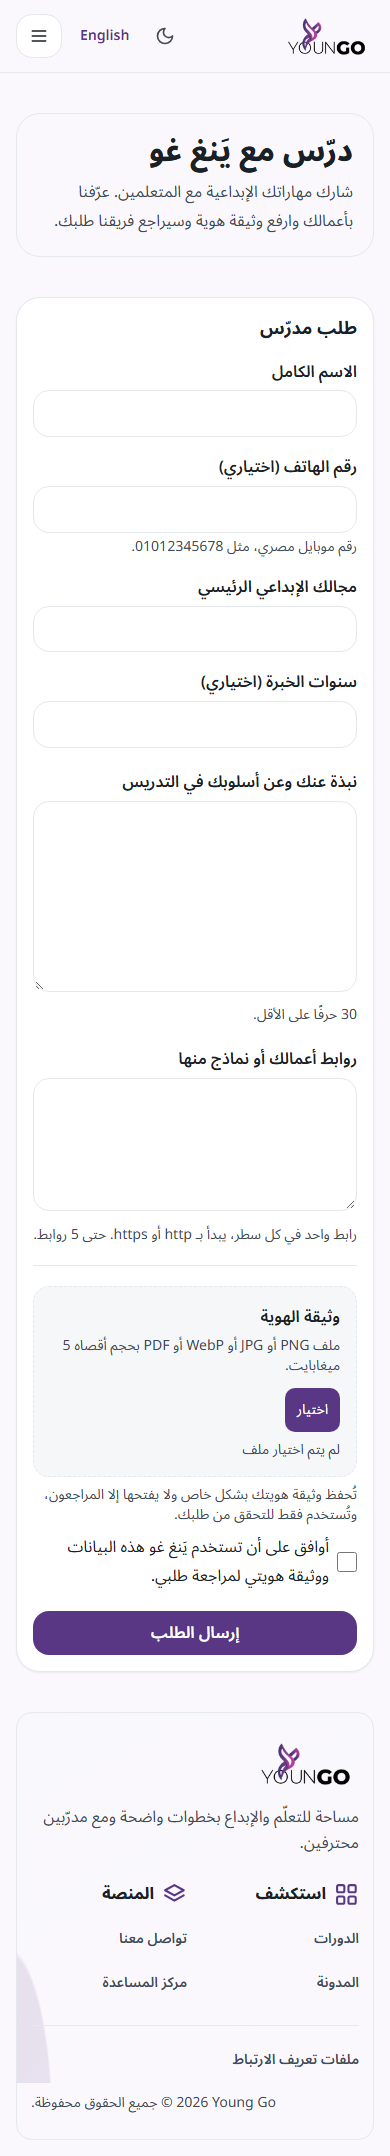 YOUNGO
English
درّس مع يَنغ غو
شارك مهاراتك الإبداعية مع المتعلمين. عرّفنا
بأعمالك وارفع وثيقة هوية وسيراجع فريقنا طلبك.
طلب مدرّس
الاسم الكامل
رقم الهاتف (اختياري)
رقم موبايل مصري، مثل 01012345678.
مجالك الإبداعي الرئيسي
سنوات الخبرة (اختياري)
نبذة عنك وعن أسلوبك في التدريس
30 حرفًا على الأقل.
روابط أعمالك أو نماذج منها
رابط واحد في كل سطر، يبدأ بـ http أو https. حتى 5 روابط.
وثيقة الهوية
ملف PNG أو JPG أو WebP أو PDF بحجم أقصاه 5
ميغابايت.
اختيار
لم يتم اختيار ملف
تُحفظ وثيقة هويتك بشكل خاص ولا يفتحها إلا المراجعون،
وتُستخدم فقط للتحقق من طلبك.
أوافق على أن تستخدم يَنغ غو هذه البيانات
ووثيقة هويتي لمراجعة طلبي.
إرسال الطلب
YOUNGO
مساحة للتعلّم والإبداع بخطوات واضحة ومع مدرّبين
محترفين.
استكشف
المنصة
الدورات
تواصل معنا
المدونة
مركز المساعدة
ملفات تعريف الارتباط
Young Go 2026 © جميع الحقوق محفوظة.